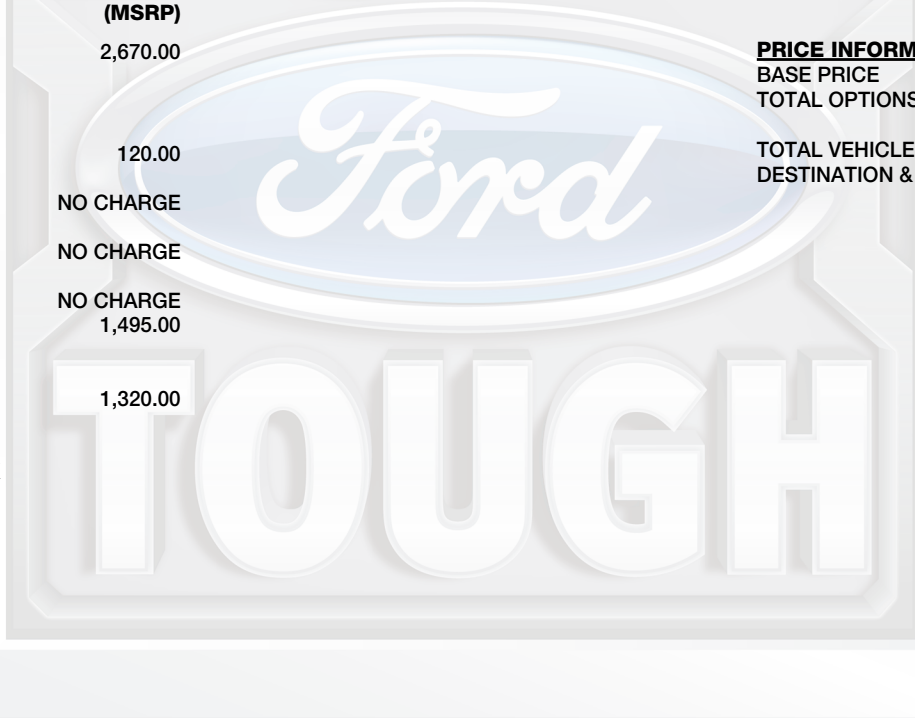 (MSRP)
2,670.00
120.00
NO CHARGE
NO CHARGE
NO CHARGE
1,495.00
1,320.00
PRICE INFORM
BASE PRICE
TOTAL OPTIONS
TOTAL VEHICLE
DESTINATION &
Ford
TOUGH